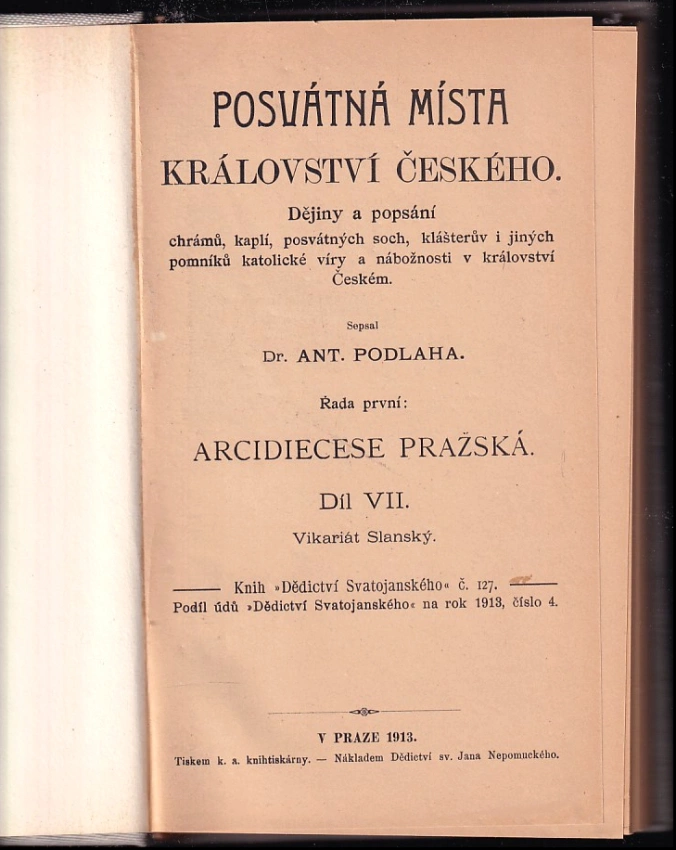 POSVÁTNÁ MÍSTA
KRÁLOVSTVÍ ČESKÉHO.
Dějiny a popsání
chrámů, kaplí, posvátných soch, klášterův i jiných
pomníků katolické víry a nábožnosti v království
Českém.
Sepsal
Dr. ANT. PODLAHA.
Řada první:
ARCIDIECESE PRAŽSKÁ.
Díl VII.
Vikariát Slanský.
Knih »Dědictví Svatojanského« č. 127.
Podíl údů »Dědictví Svatojanského« na rok 1913, číslo 4.
V PRAZE 1913.
Tiskem k. a. knihtiskárny. — Nákladem Dědictví sv. Jana Nepomuckého.